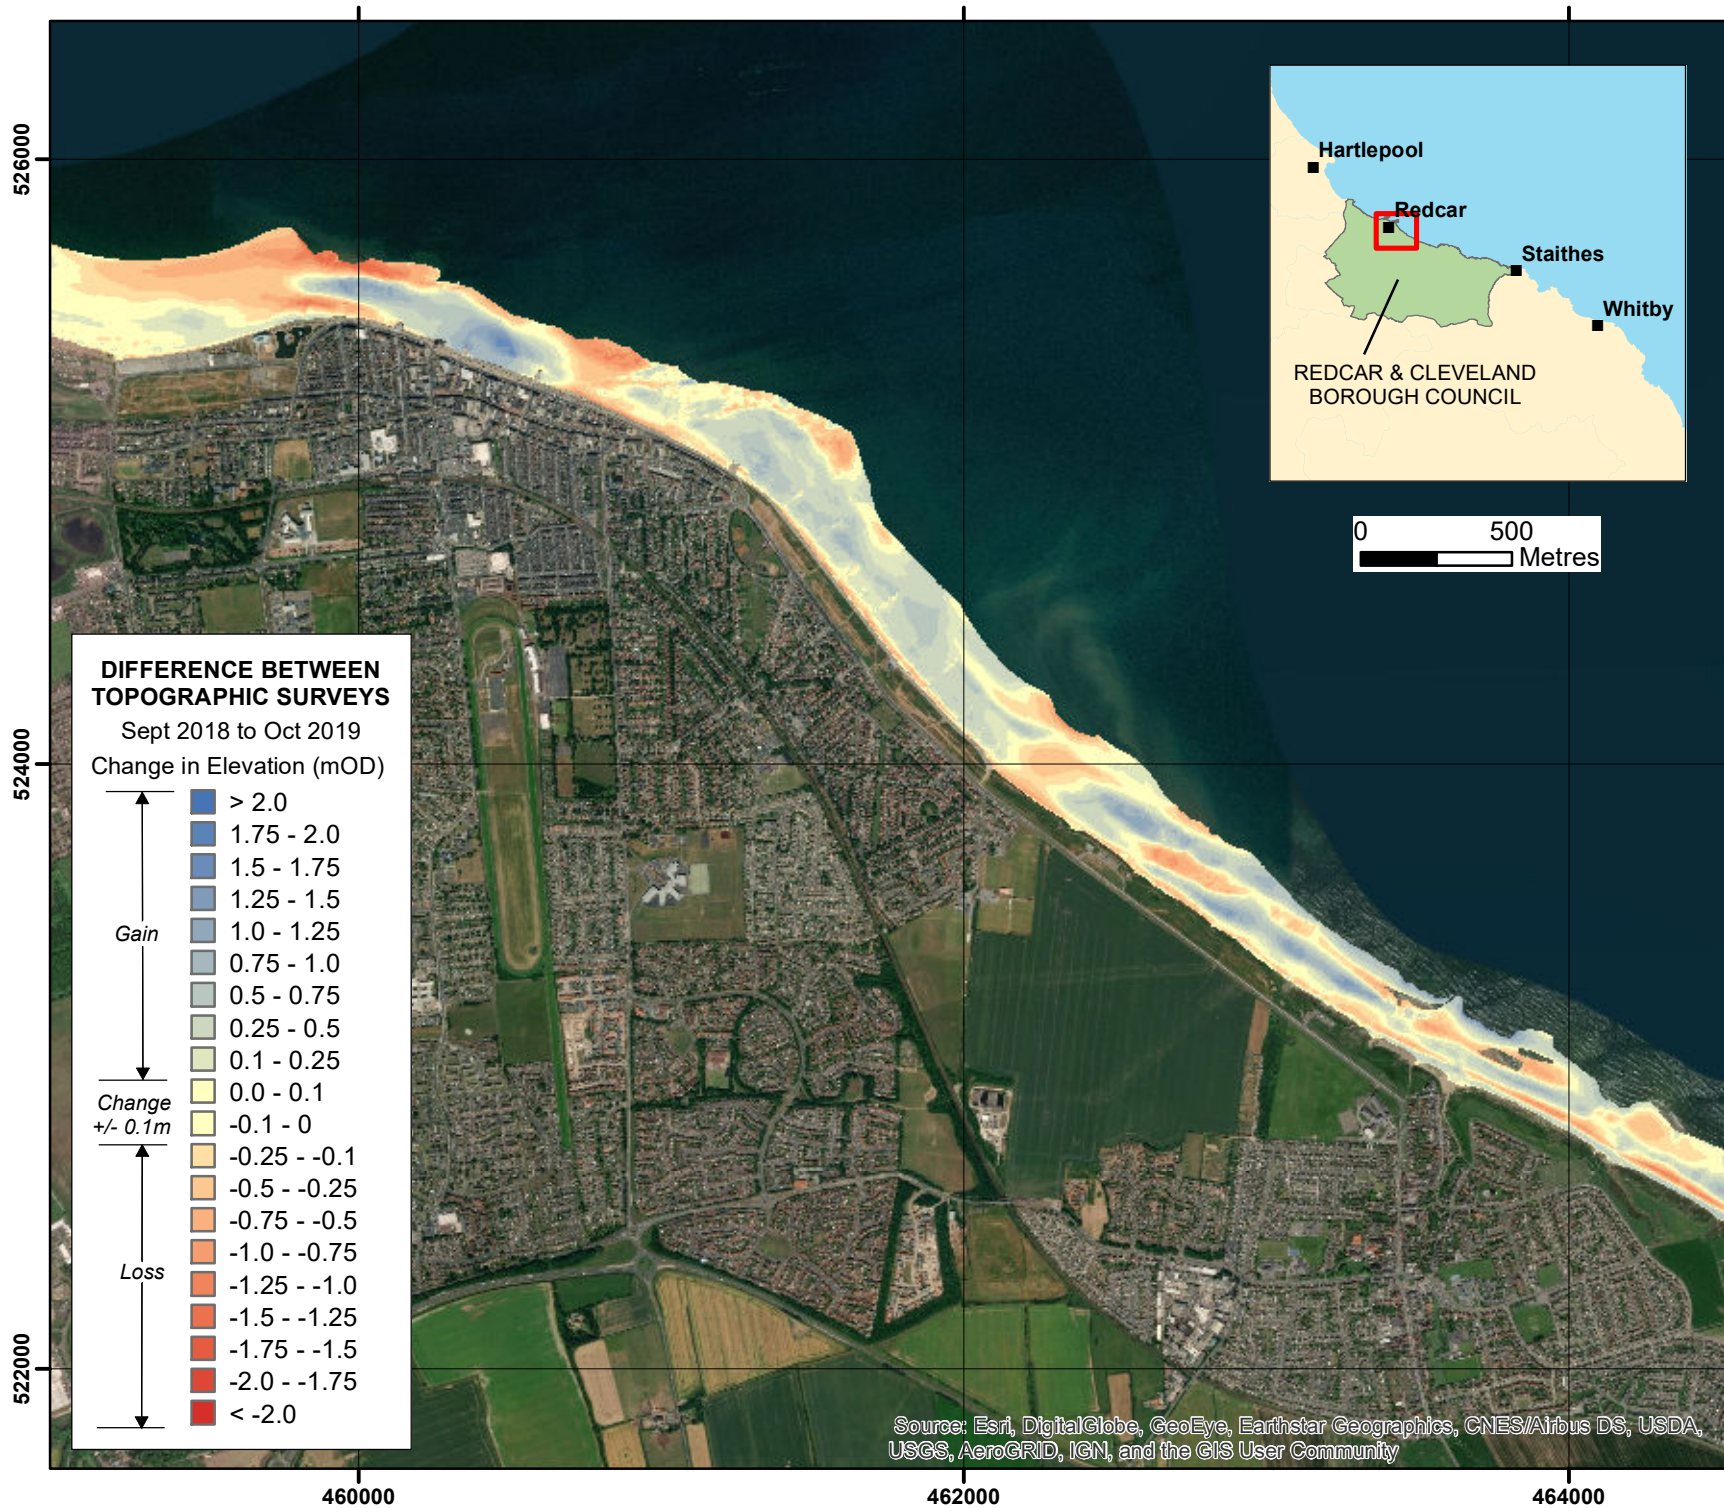 Hartlepool
Redcar
Staithes
Whitby
REDCAR & CLEVELAND
BOROUGH COUNCIL
0 500
Metres
526000
524000
522000
DIFFERENCE BETWEEN
TOPOGRAPHIC SURVEYS
Sept 2018 to Oct 2019
Change in Elevation (mOD)
> 2.0
1.75 - 2.0
1.5 - 1.75
1.25 - 1.5
Gain
1.0 - 1.25
0.75 - 1.0
0.5 - 0.75
0.25 - 0.5
0.1 - 0.25
Change
+/- 0.1m
0.0 - 0.1
-0.1 - 0
-0.25 - -0.1
-0.5 - -0.25
-0.75 - -0.5
-1.0 - -0.75
Loss
-1.25 - -1.0
-1.5 - -1.25
-1.75 - -1.5
-2.0 - -1.75
< -2.0
Source: Esri, DigitalGlobe, GeoEye, Earthstar Geographics, CNES/Airbus DS, USDA,
USGS, AeroGRID, IGN, and the GIS User Community
460000 462000 464000